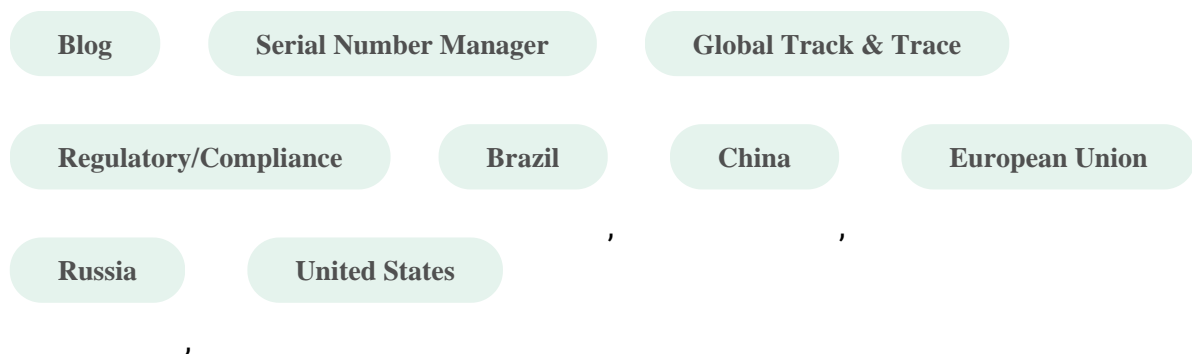 Blog Serial Number Manager Global Track & Trace
Regulatory/Compliance Brazil China European Union
, ,
Russia United States
,